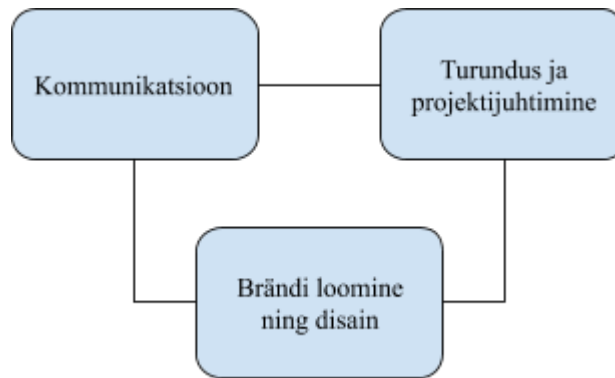 Kommunikatsioon
Turundus ja
projektijuhtimine
Brändi loomine
ning disain